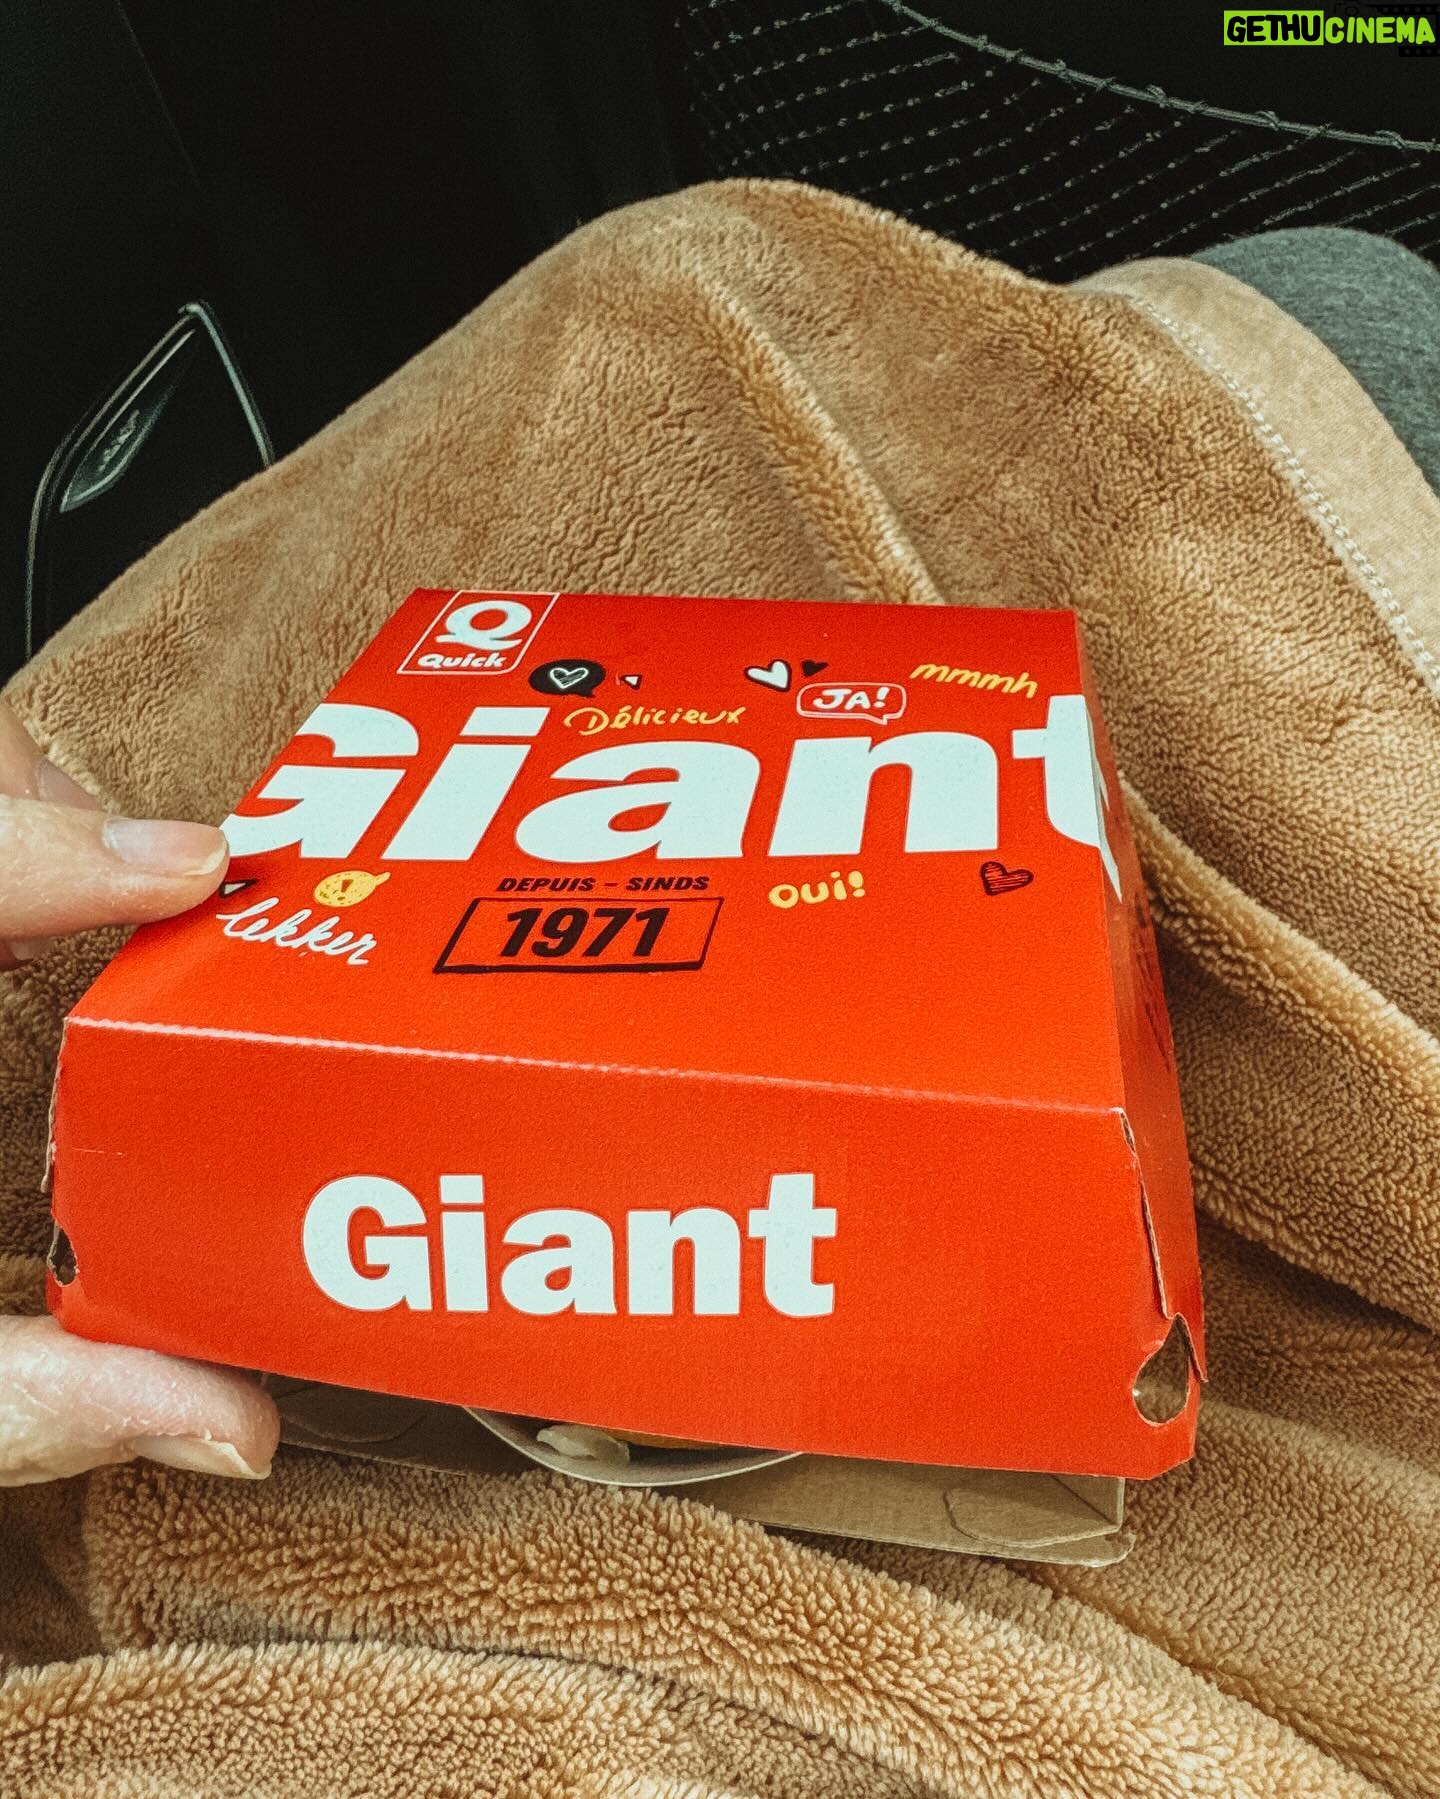 GETHUCINEMA
Q
Quick
mmmh
JA!
Délicieux
Giant
DEPUIS - SINDS
1971
oui!
lekker
Giant